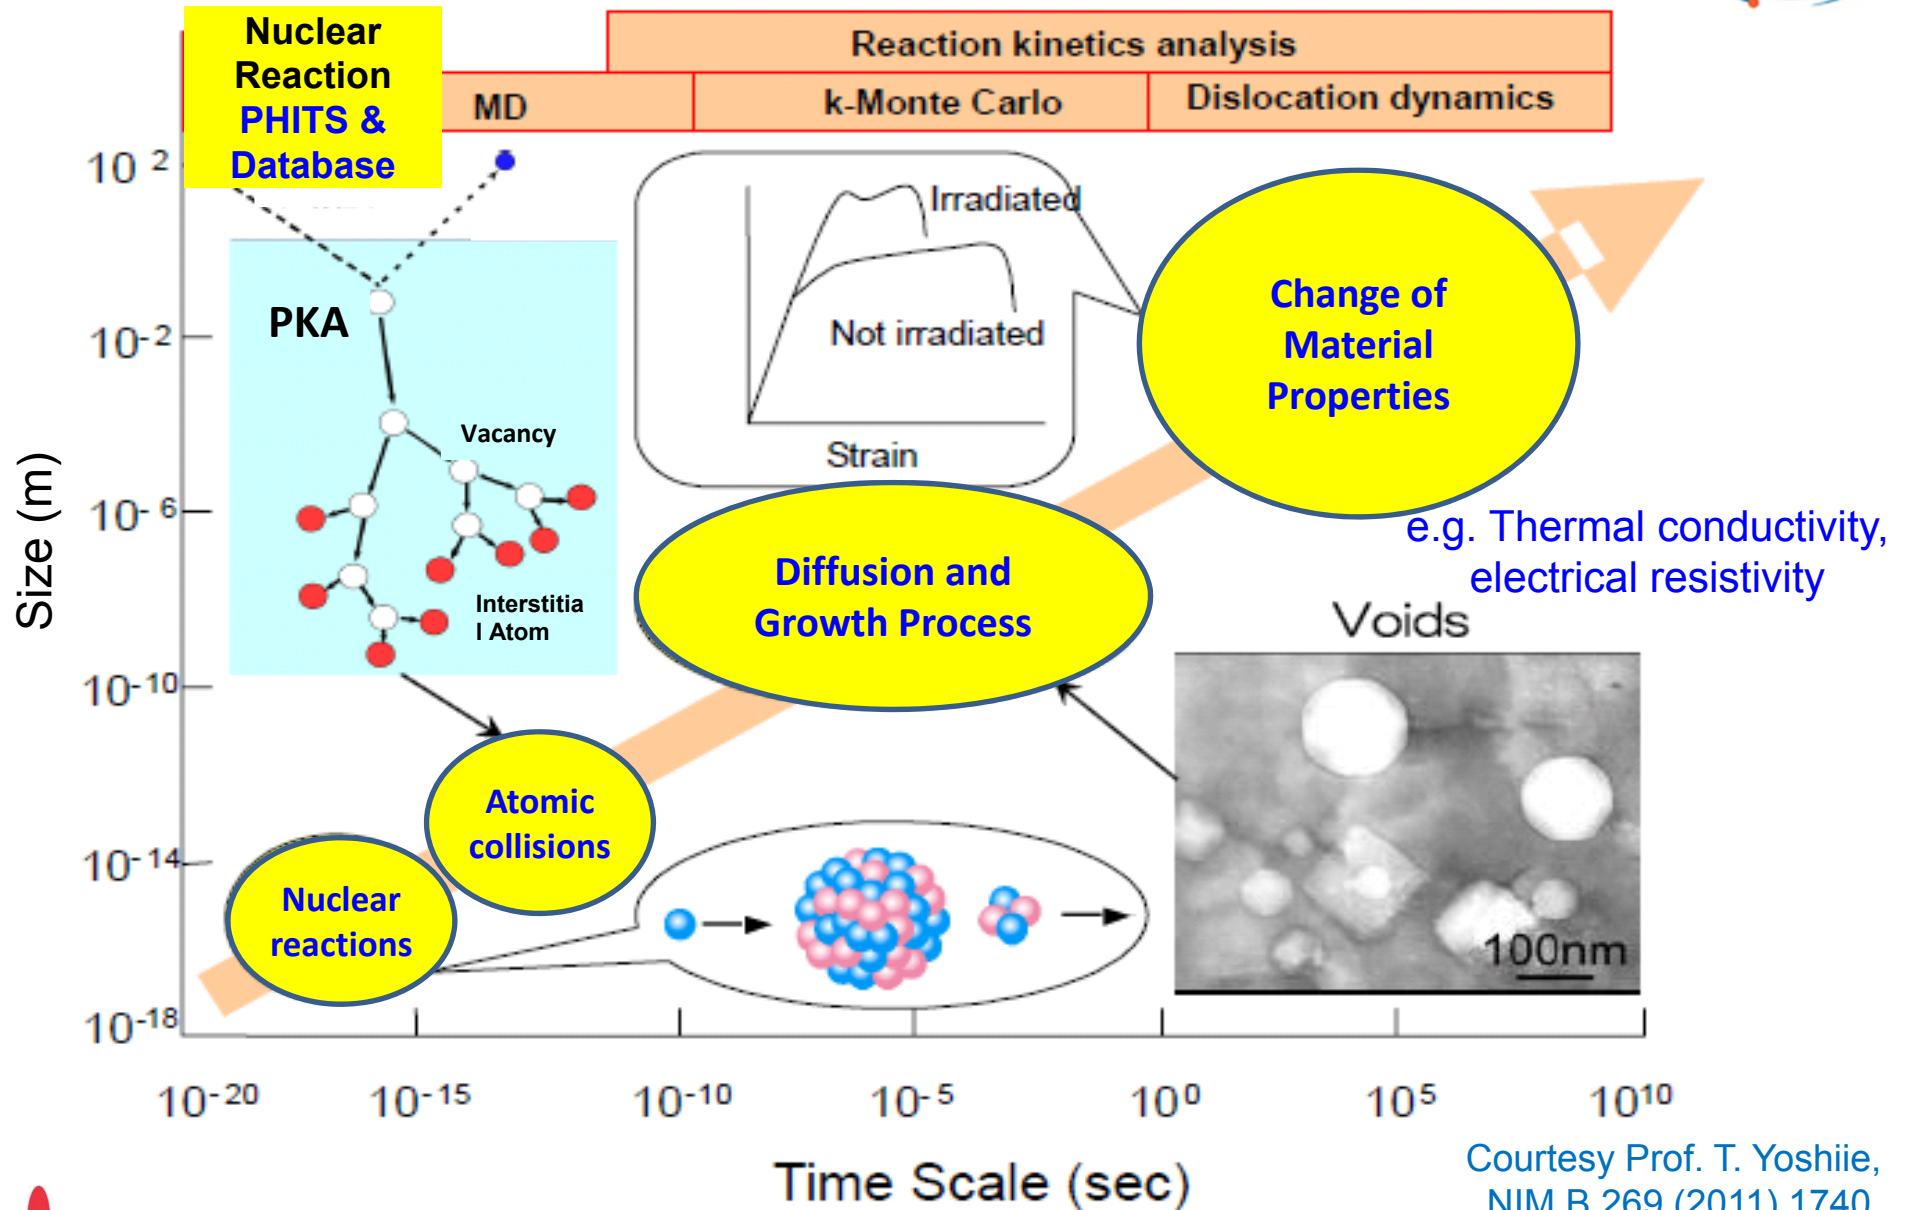 Nuclear
Reaction
PHITS &
Database
Reaction kinetics analysis
MD
k-Monte Carlo
Dislocation dynamics
10 2
10-2
10-6
10-10
10-14
10-18
Size (m)
PKA
Vacancy
Interstitia
l Atom
Irradiated
Not irradiated
Strain
Change of
Material
Properties
e.g. Thermal conductivity,
electrical resistivity
Diffusion and
Growth Process
Voids
100nm
Atomic
collisions
Nuclear
reactions
10-20
10-15
10-10
10-5
100
105
1010
Time Scale (sec)
Courtesy Prof. T. Yoshiie,
NIM B 269 (2011) 1740